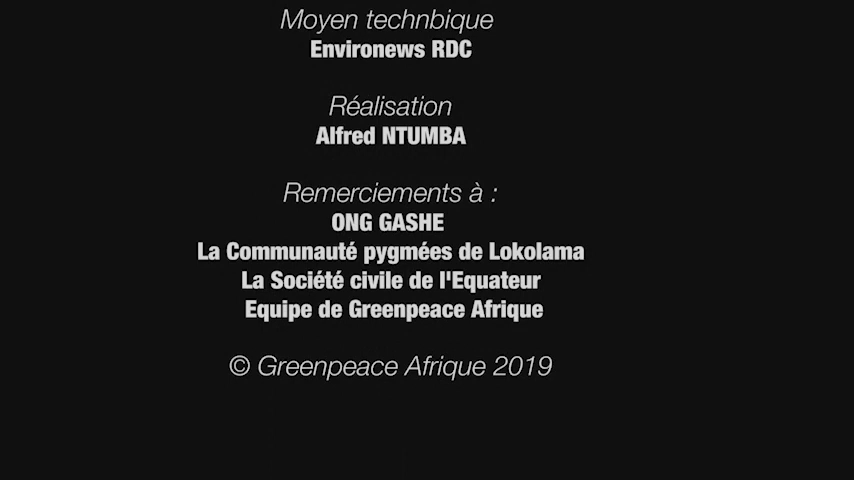 Moyen technbique
Environews RDC
Réalisation
Alfred NTUMBA
Remerciements à :
ONG GASHE
La Communauté pygmées de Lokolama
La Société civile de l'Equateur
Equipe de Greenpeace Afrique
© Greenpeace Afrique 2019